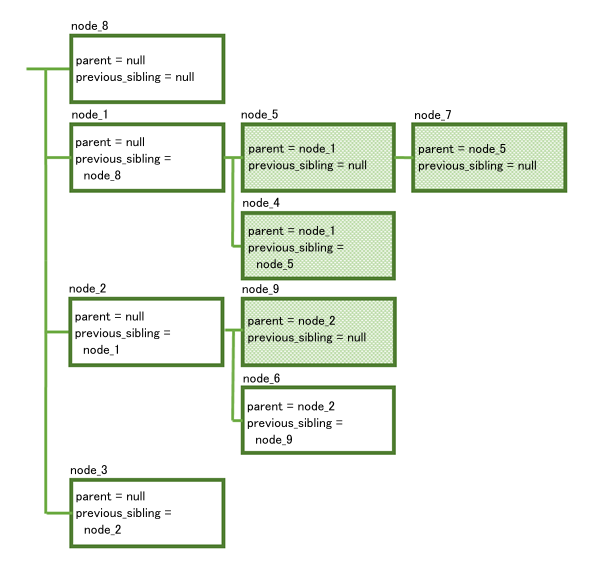 node_8
parent = null
previous_sibling = null
node_1
parent = null
previous_sibling =
node_8
node_5
parent = node_1
previous_sibling = null
node_7
parent = node_5
previous_sibling = null
node_4
parent = node_1
previous_sibling =
node_5
node_2
parent = null
previous_sibling =
node_1
node_9
parent = node_2
previous_sibling = null
node_6
parent = node_2
previous_sibling =
node_9
node_3
parent = null
previous_sibling =
node_2